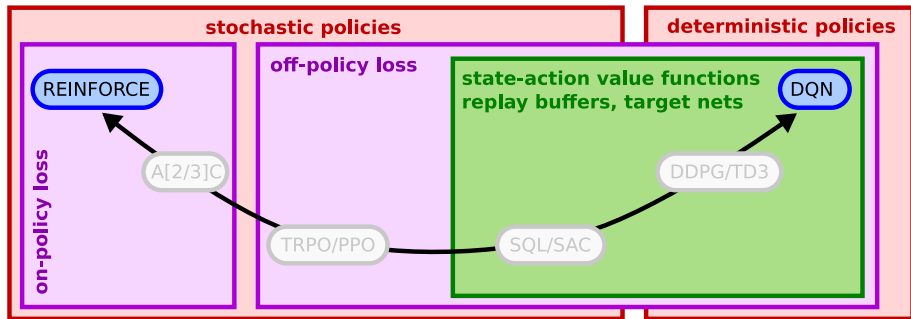 stochastic policies
deterministic policies
off-policy loss
state-action value functions
replay buffers, target nets
REINFORCE
DQN
on-policy loss
A[2/3]C
DDPG/TD3
TRPO/PPO
SQL/SAC